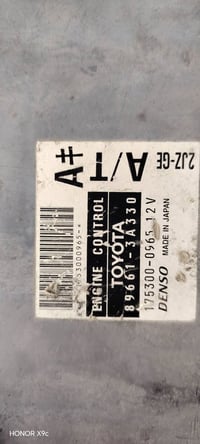 A# A/T 2JZ-GE
ENGINE CONTROL
TOYOTA
89661-3A330
175300-0965 12V
DENSO MADE IN JAPAN
HONOR X9c